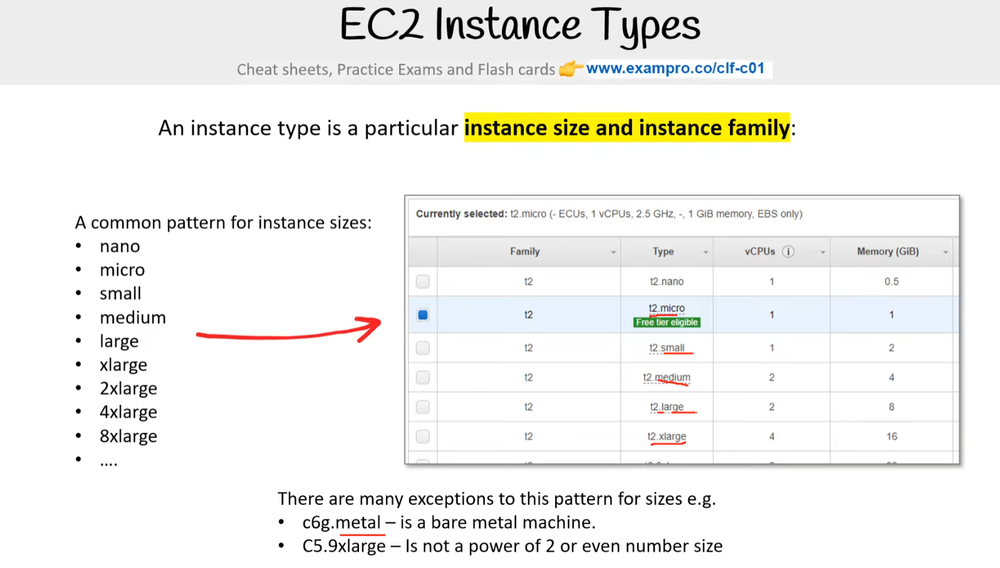 EC2 Instance Types
Cheat sheets, Practice Exams and Flash cards 👉 www.exampro.co/clf-c01
An instance type is a particular instance size and instance family:
A common pattern for instance sizes:
• nano
• micro
• small
• medium
• large
• xlarge
• 2xlarge
• 4xlarge
• 8xlarge
• ....
Currently selected: t2.micro (- ECUs, 1 vCPUs, 2.5 GHz, -, 1 GiB memory, EBS only)
Family Type vCPUs i Memory (GiB)
t2 t2.nano 1 0.5
t2 t2.micro 1 1
Free tier eligible
t2 t2.small 1 2
t2 t2.medium 2 4
t2 t2.large 2 8
t2 t2.xlarge 4 16
There are many exceptions to this pattern for sizes e.g.
• c6g.metal – is a bare metal machine.
• C5.9xlarge – Is not a power of 2 or even number size